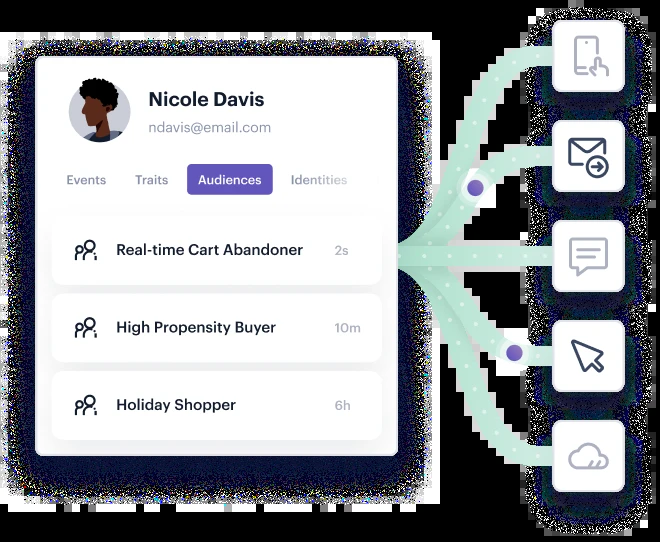 Nicole Davis
ndavis@email.com
Events Traits Audiences Identities
Real-time Cart Abandoner 2s
High Propensity Buyer 10m
Holiday Shopper 6h